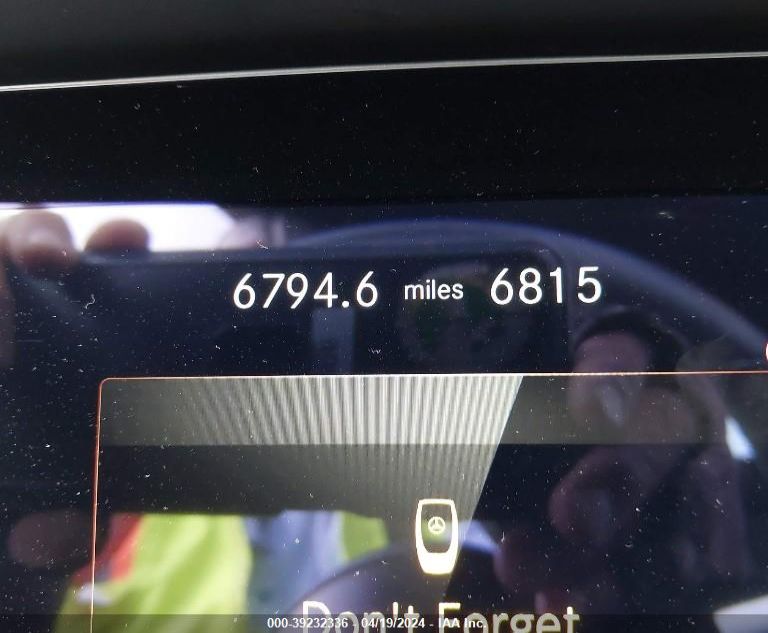 6794.6 miles 6815
Don't Forget
000-39232336 04/19/2024 - IAA Inc.